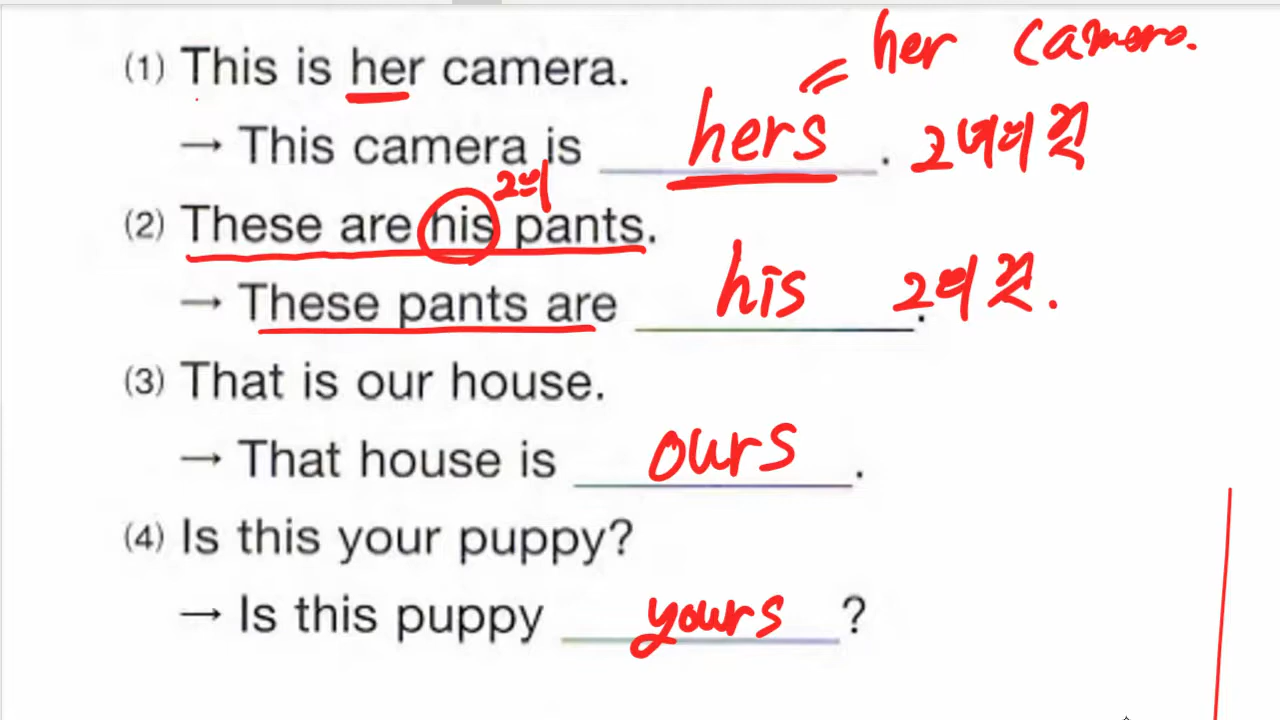 her camera.
(1) This is her camera.
→ This camera is hers. 그녀의 것
그의
(2) These are his pants.
→ These pants are his. 그의 것.
(3) That is our house.
→ That house is ours.
(4) Is this your puppy?
→ Is this puppy yours?